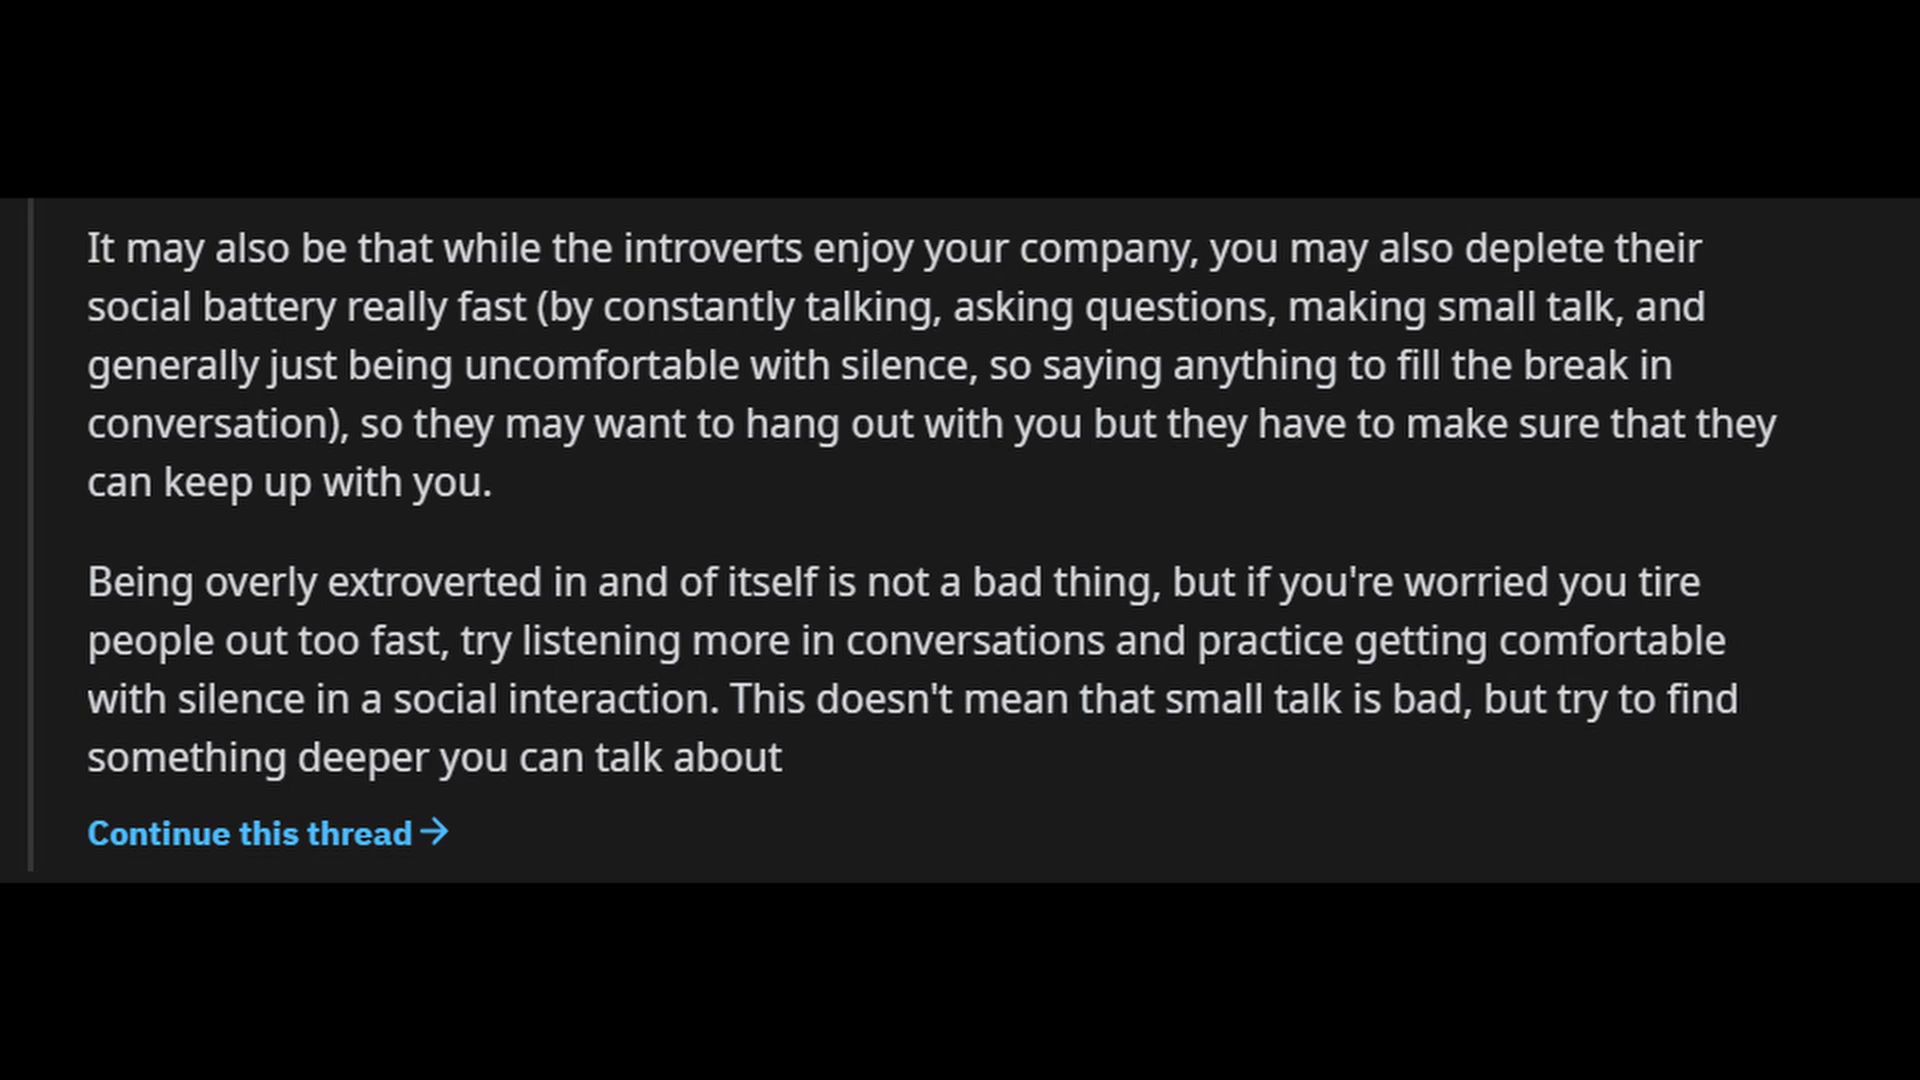 It may also be that while the introverts enjoy your company, you may also deplete their
social battery really fast (by constantly talking, asking questions, making small talk, and
generally just being uncomfortable with silence, so saying anything to fill the break in
conversation), so they may want to hang out with you but they have to make sure that they
can keep up with you.
Being overly extroverted in and of itself is not a bad thing, but if you're worried you tire
people out too fast, try listening more in conversations and practice getting comfortable
with silence in a social interaction. This doesn't mean that small talk is bad, but try to find
something deeper you can talk about
Continue this thread →